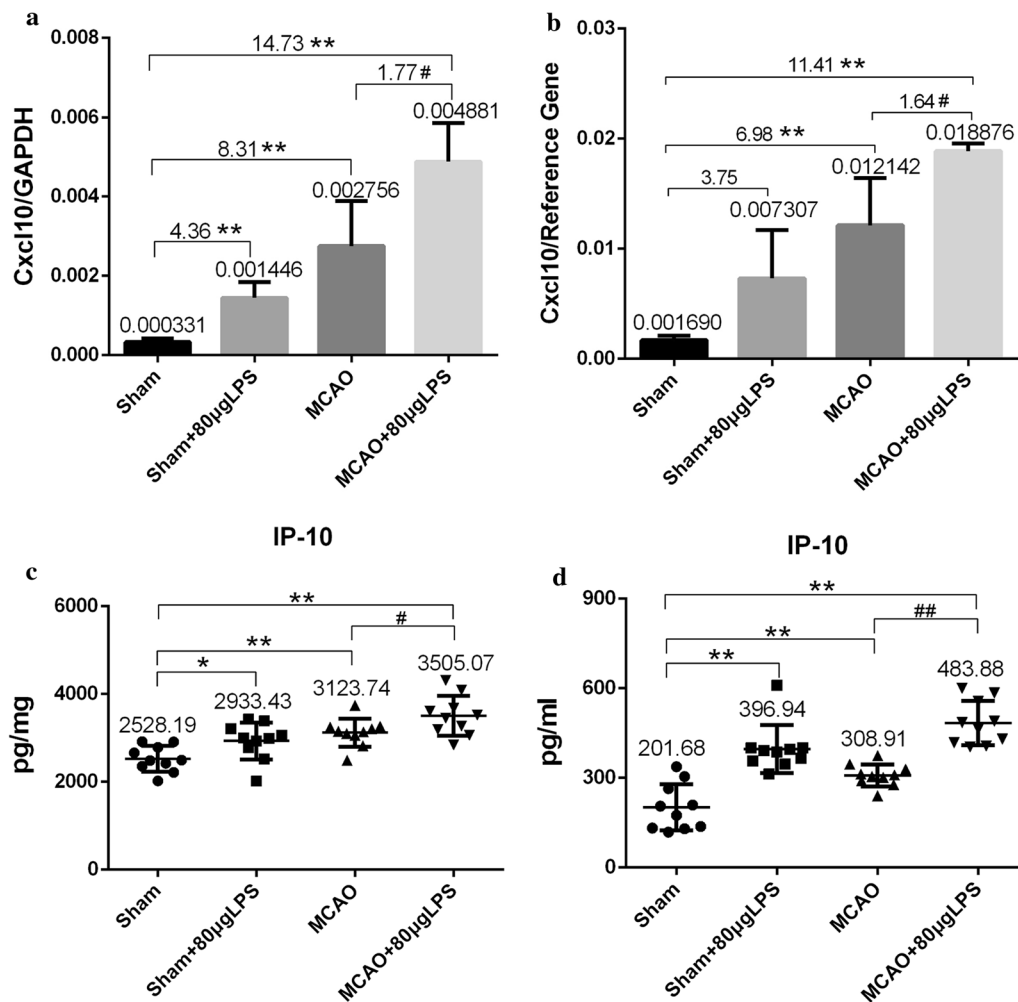 a
Cxcl10/GAPDH
0.008
0.006
0.004
0.002
0.000
14.73 **
1.77 #
0.004881
8.31 **
0.002756
4.36 **
0.001446
0.000331
Sham
Sham+80µgLPS
MCAO
MCAO+80µgLPS
b
Cxcl10/Reference Gene
0.03
0.02
0.01
0.00
11.41 **
1.64 #
0.018876
6.98 **
0.012142
3.75
0.007307
0.001690
Sham
Sham+80µgLPS
MCAO
MCAO+80µgLPS
IP-10
c
pg/mg
6000
4000
2000
0
**
#
**
3505.07
*
3123.74
2933.43
2528.19
Sham
Sham+80µgLPS
MCAO
MCAO+80µgLPS
IP-10
d
pg/ml
900
600
300
0
**
##
**
**
483.88
396.94
308.91
201.68
Sham
Sham+80µgLPS
MCAO
MCAO+80µgLPS